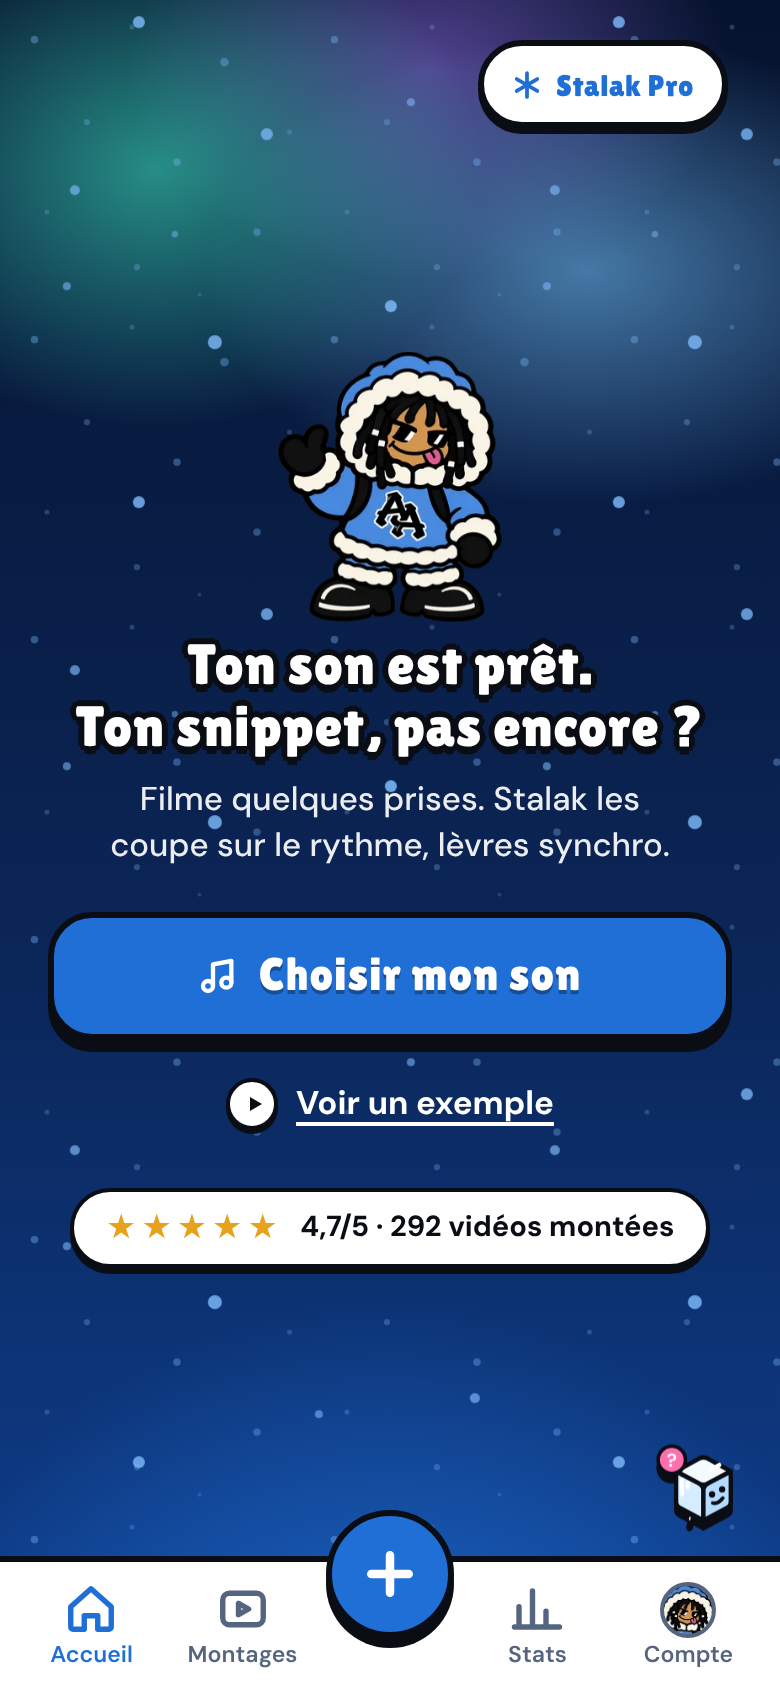 Stalak Pro
AA
Ton son est prêt.
Ton snippet, pas encore ?
Filme quelques prises. Stalak les
coupe sur le rythme, lèvres synchro.
Choisir mon son
Voir un exemple
★★★★★ 4,7/5 · 292 vidéos montées
?
Accueil
Montages
Stats
Compte